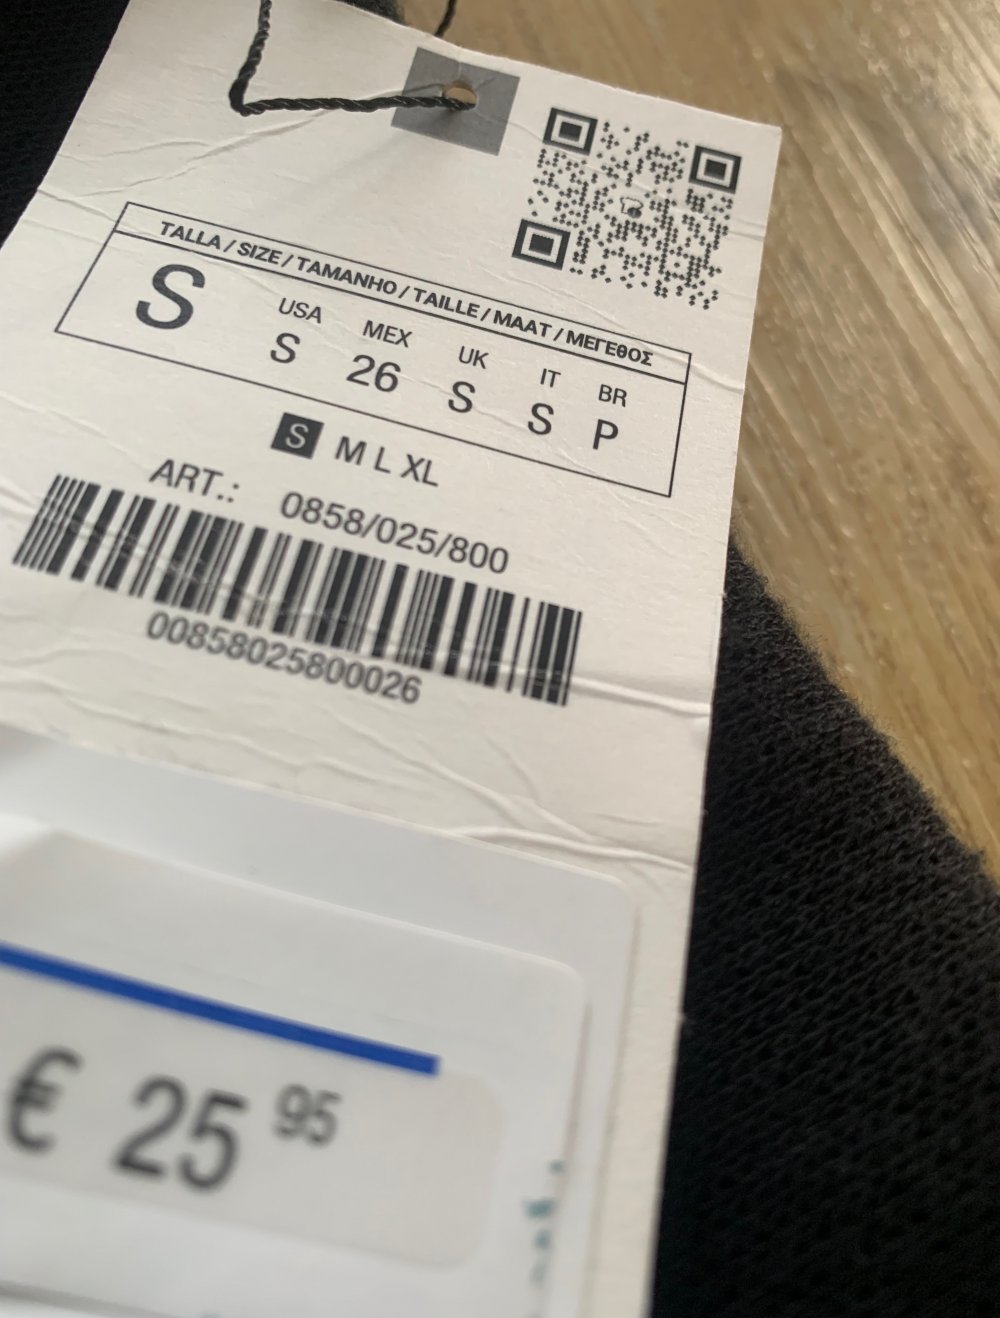 TALLA / SIZE / TAMANHO / TAILLE / MAAT / ΜΕΓΕΘΟΣ
S
USA MEX UK IT BR
S 26 S S P
S M L XL
ART.: 0858/025/800
00858025800026
€ 25 95